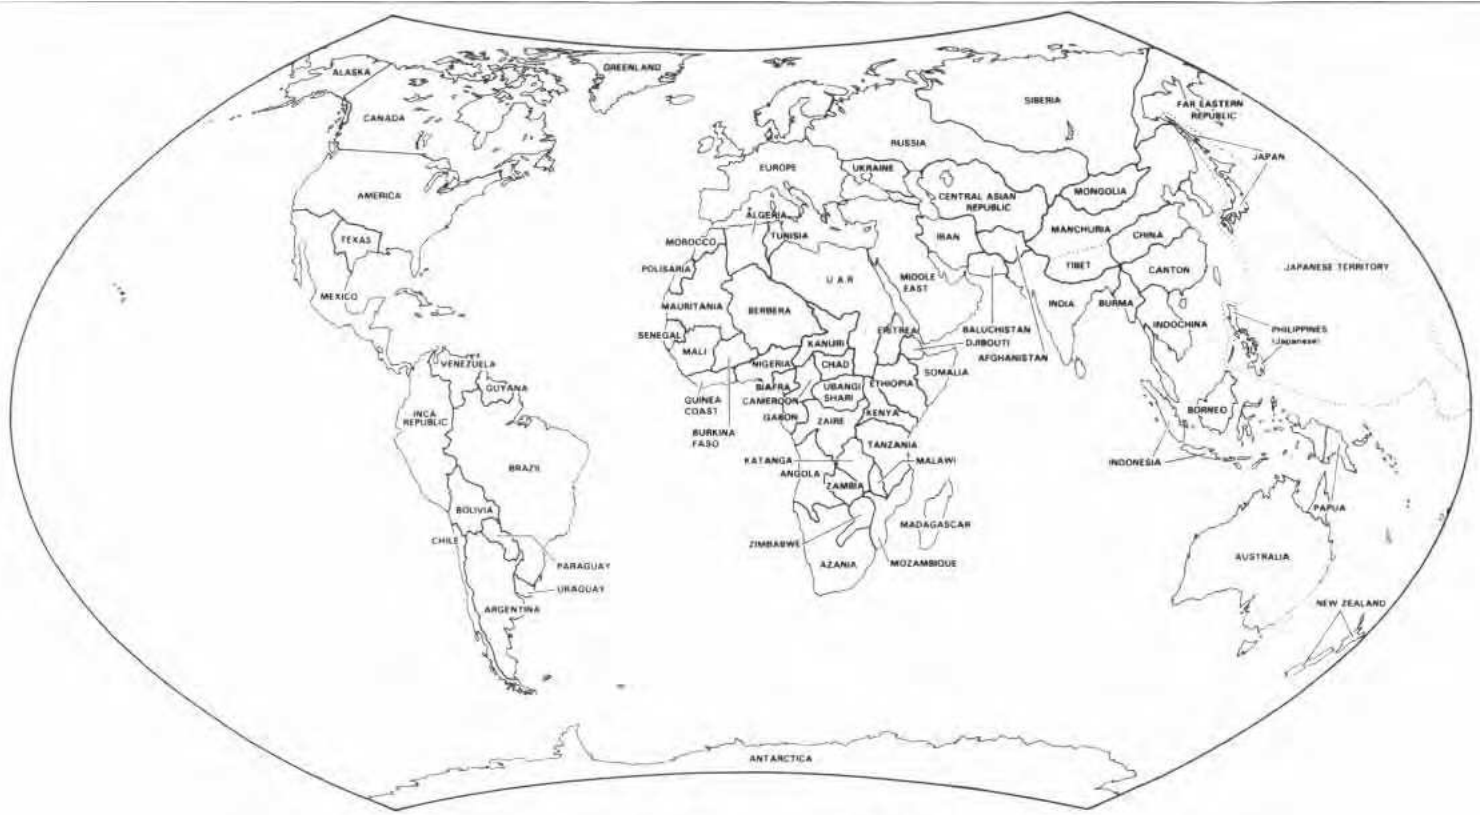 GREENLAND
ALASKA
CANADA
SIBERIA
FAR EASTERN
REPUBLIC
RUSSIA
JAPAN
EUROPE
UKRAINE
AMERICA
CENTRAL ASIAN
REPUBLIC
MONGOLIA
ALGERIA
TUNISIA
MOROCCO
TEXAS
IRAN
MANCHURIA
CHINA
POLISARIA
TIBET
CANTON
JAPANESE TERRITORY
U A R
MIDDLE
EAST
MEXICO
MAURITANIA
BERBERA
INDIA
BURMA
INDOCHINA
SENEGAL
ERITREA
BALUCHISTAN
PHILIPPINES
(Japanese)
MALI
KANURI
DJIBOUTI
AFGHANISTAN
VENEZUELA
NIGERIA
CHAD
SOMALIA
GUYANA
BIAFRA
UBANGI
SHARI
ETHIOPIA
GUINEA
COAST
CAMEROON
INCA
REPUBLIC
GABON
ZAIRE
KENYA
BORNEO
BURKINA
FASO
TANZANIA
KATANGA
MALAWI
INDONESIA
BRAZIL
ANGOLA
ZAMBIA
BOLIVIA
PAPUA
MADAGASCAR
CHILE
ZIMBABWE
AUSTRALIA
PARAGUAY
AZANIA
MOZAMBIQUE
URAGUAY
ARGENTINA
NEW ZEALAND
ANTARCTICA